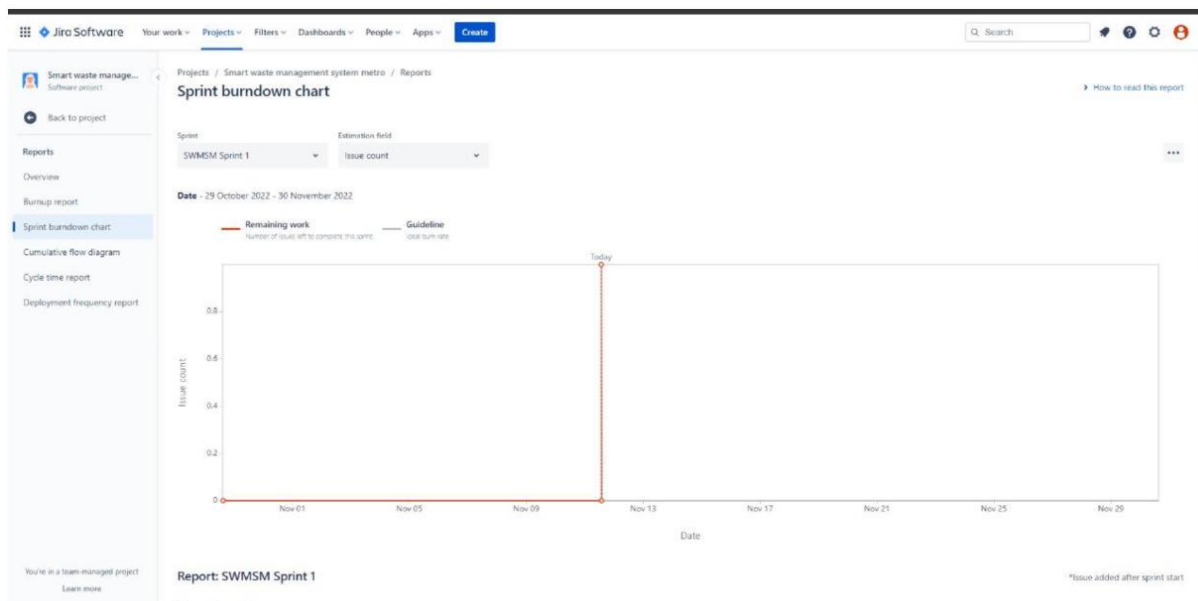 Jira Software Your work Projects Filters Dashboards People Apps Create Search
Smart waste manage...
Software project
Back to project
Reports
Overview
Burnup report
Sprint burndown chart
Cumulative flow diagram
Cycle time report
Deployment frequency report
You're in a team-managed project
Learn more
Projects / Smart waste management system metro / Reports
Sprint burndown chart
How to read this report
Sprint Estimation field
SWMSM Sprint 1 Issue count
Date - 29 October 2022 - 30 November 2022
Remaining work Guideline
Number of issues left to complete this sprint Ideal burn rate
Today
0.8
0.6
0.4
0.2
0
Issue count
Nov 01 Nov 05 Nov 09 Nov 13 Nov 17 Nov 21 Nov 25 Nov 29
Date
Report: SWMSM Sprint 1
*Issue added after sprint start